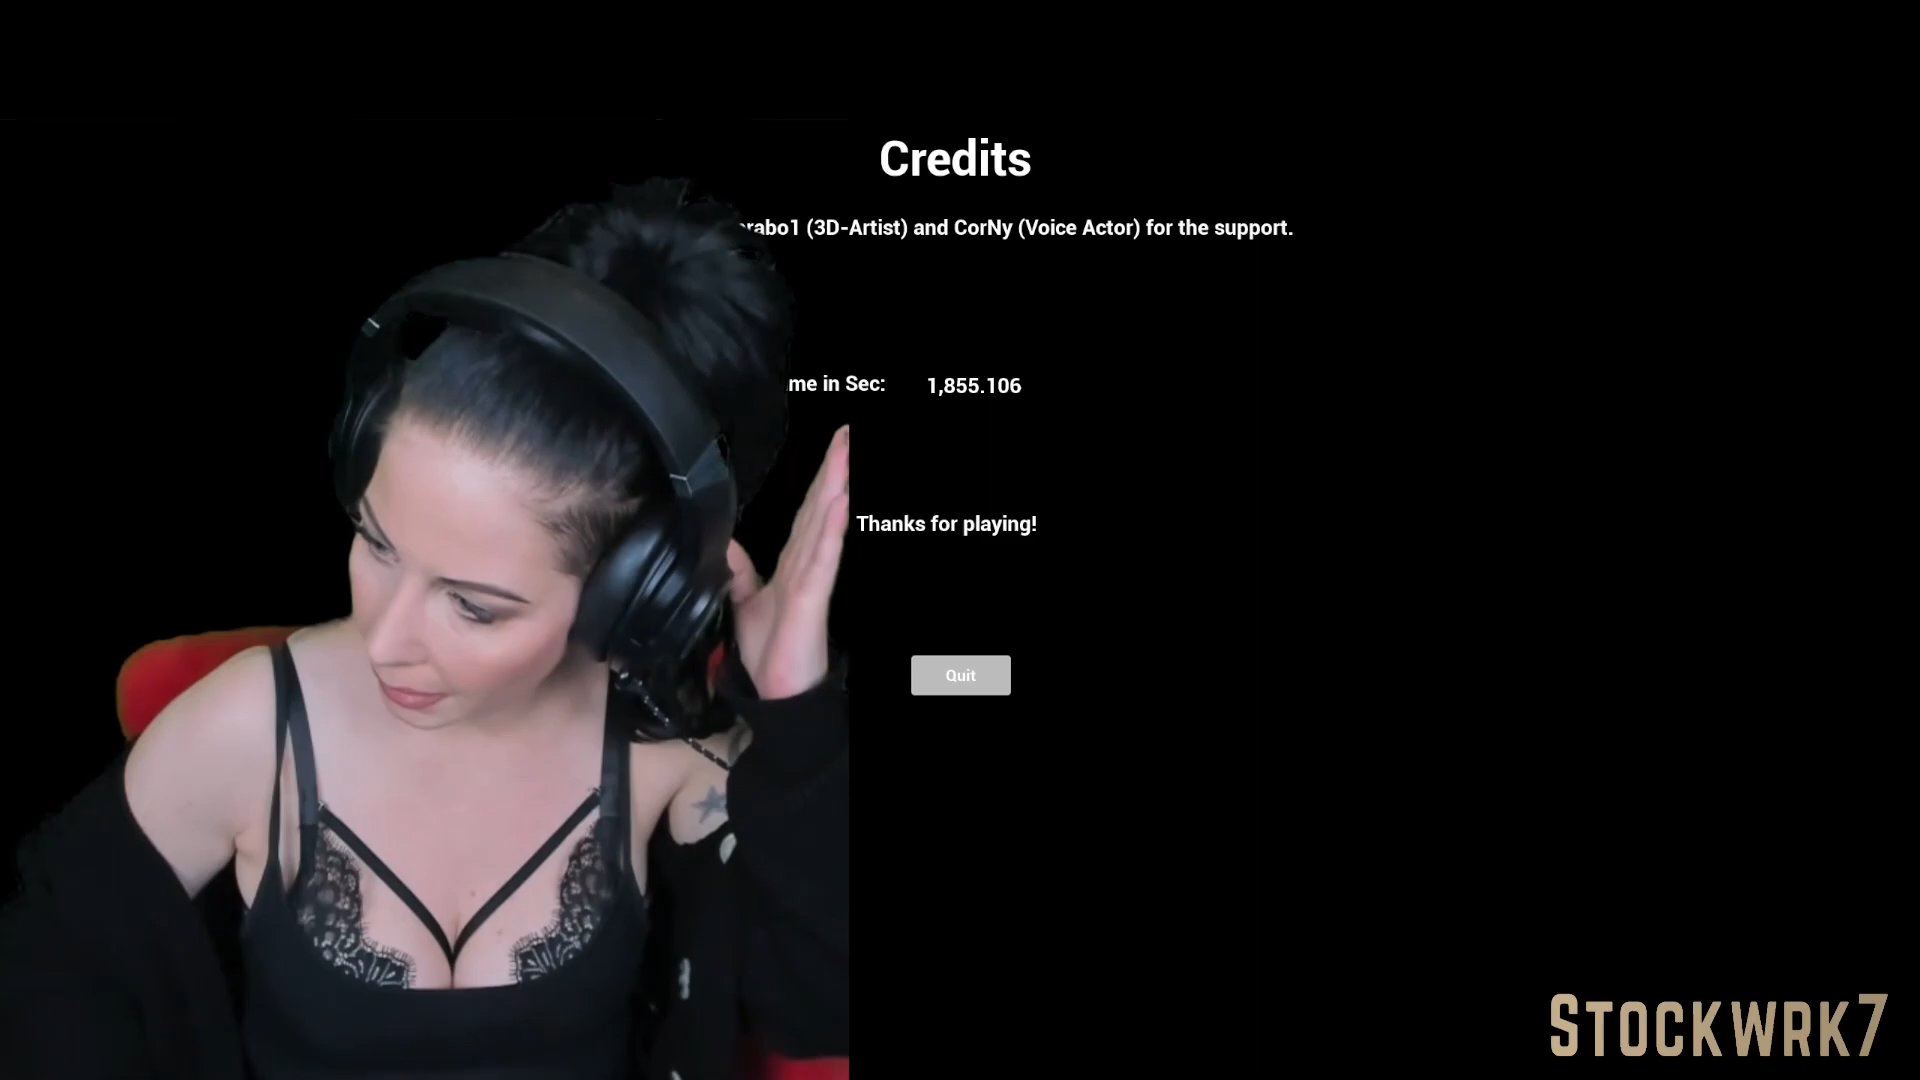 Credits
(3D-Artist) and CorNy (Voice Actor) for the support.
in Sec: 1,855.106
Thanks for playing!
Quit
STOCKWRK7